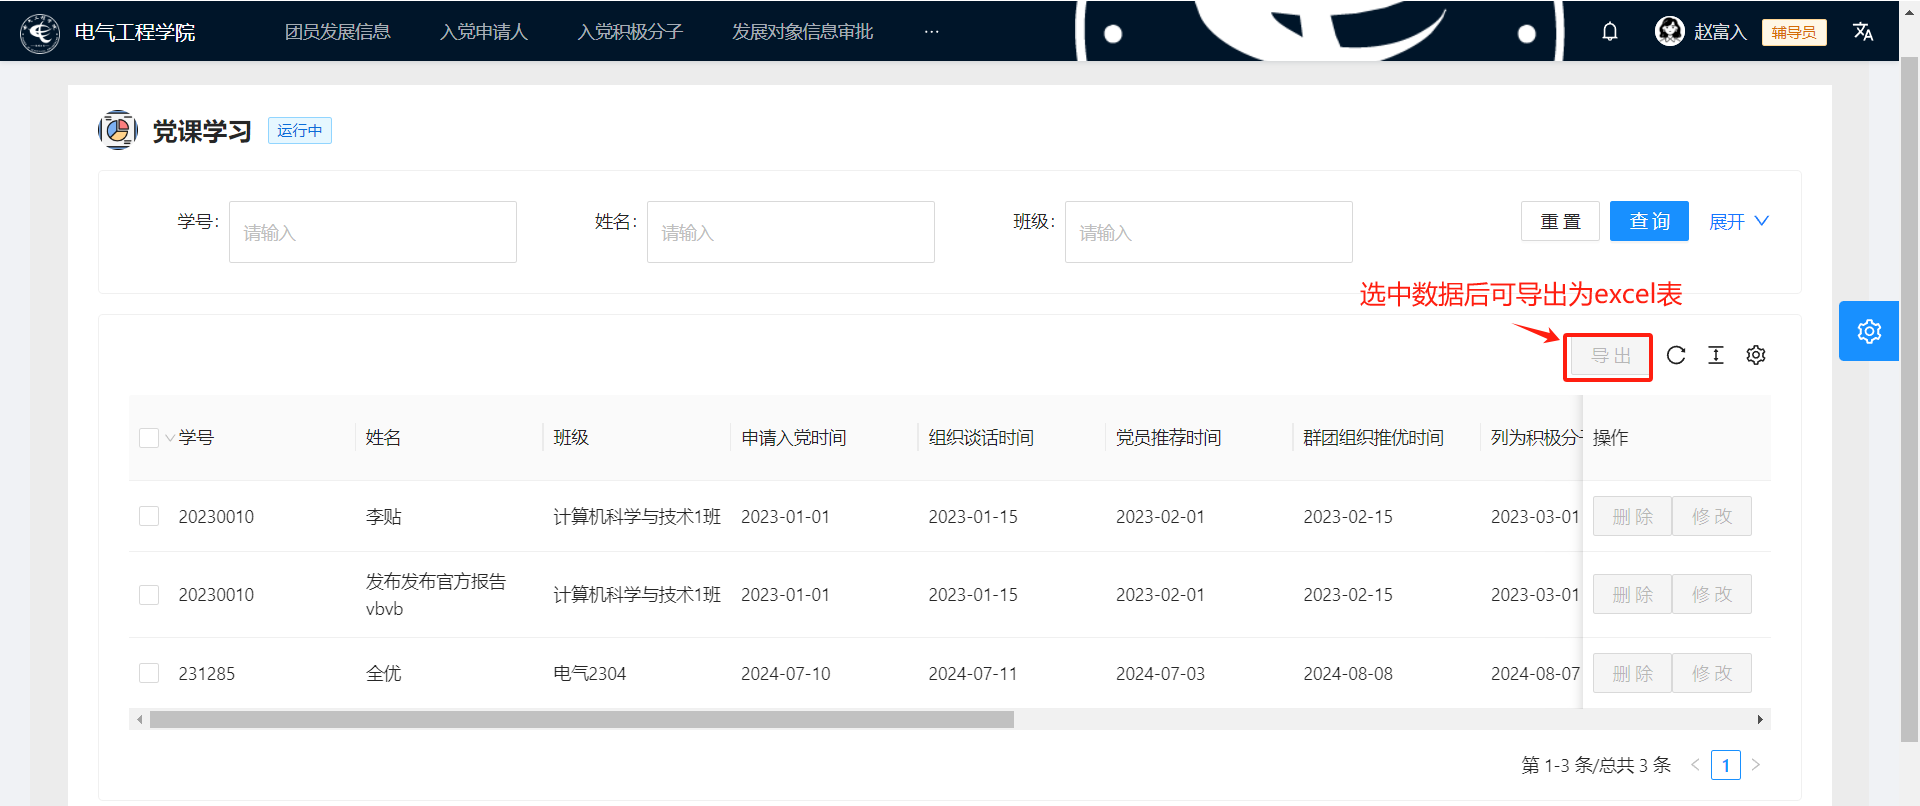 电气工程学院 团员发展信息 入党申请人 入党积极分子 发展对象信息审批 ··· 赵富入 辅导员
党课学习 运行中
学号: 请输入 姓名: 请输入 班级: 请输入 重 置 查 询 展开
选中数据后可导出为excel表
导 出
学号 姓名 班级 申请入党时间 组织谈话时间 党员推荐时间 群团组织推优时间 列为积极分 操作
20230010 李贴 计算机科学与技术1班 2023-01-01 2023-01-15 2023-02-01 2023-02-15 2023-03-01 删 除 修 改
20230010 发布发布官方报告 计算机科学与技术1班 2023-01-01 2023-01-15 2023-02-01 2023-02-15 2023-03-01 删 除 修 改
vbvb
231285 全优 电气2304 2024-07-10 2024-07-11 2024-07-03 2024-08-08 2024-08-07 删 除 修 改
第 1-3 条/总共 3 条 < 1 >